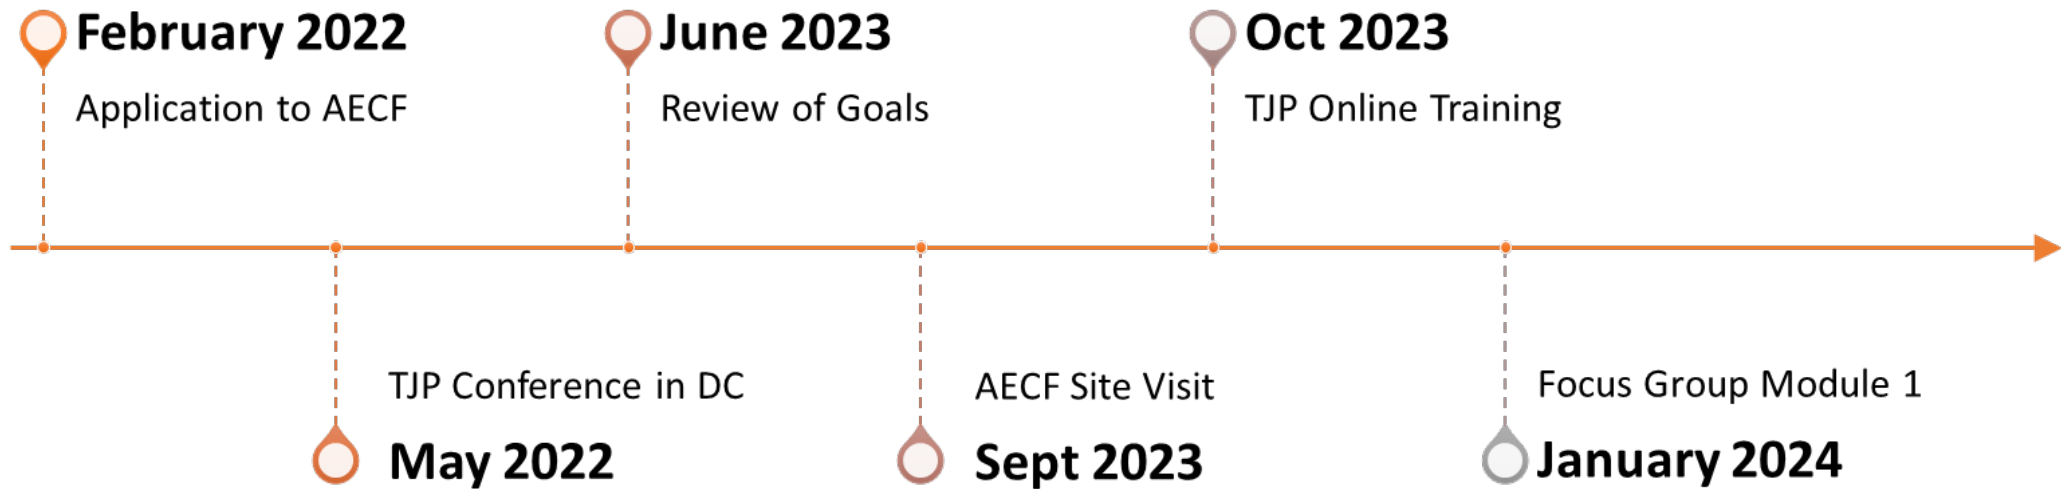 February 2022
Application to AECF
TJP Conference in DC
May 2022
June 2023
Review of Goals
AECF Site Visit
Sept 2023
Oct 2023
TJP Online Training
Focus Group Module 1
January 2024